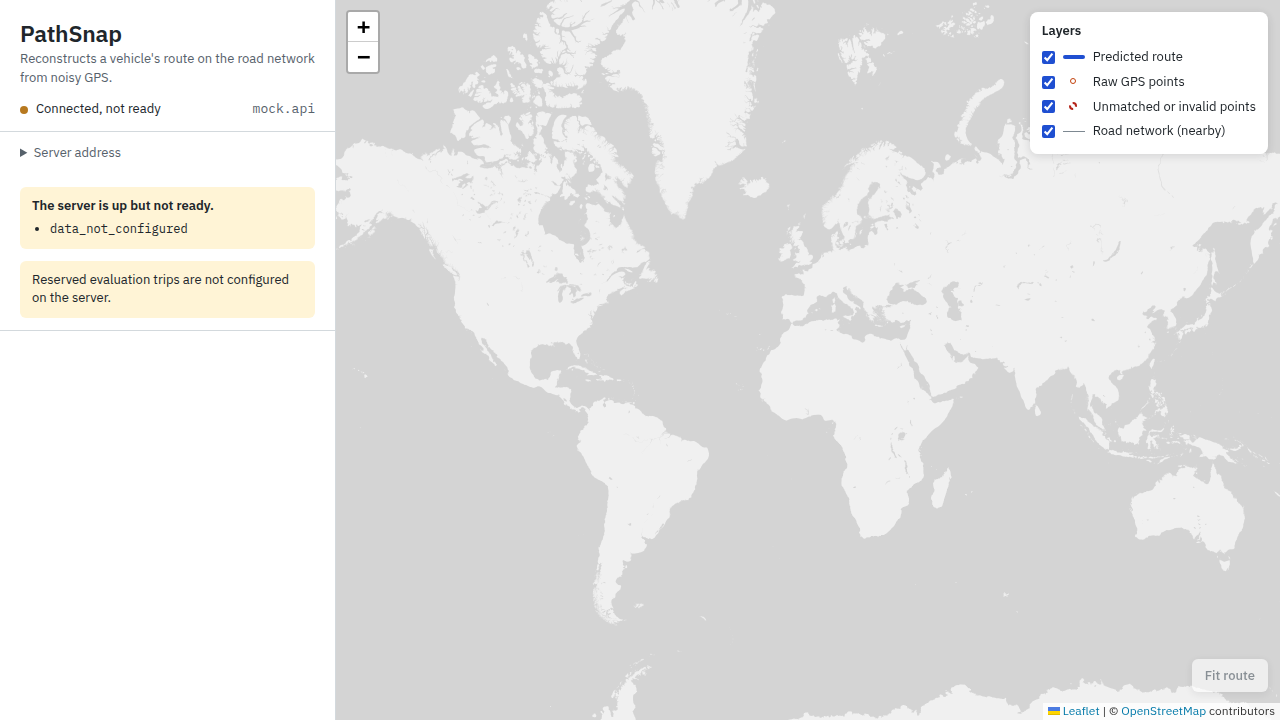 PathSnap
Reconstructs a vehicle's route on the road network
from noisy GPS.
Connected, not ready
mock.api
Server address
The server is up but not ready.
data_not_configured
Reserved evaluation trips are not configured
on the server.
+
−
Layers
Predicted route
Raw GPS points
Unmatched or invalid points
Road network (nearby)
Fit route
Leaflet | © OpenStreetMap contributors